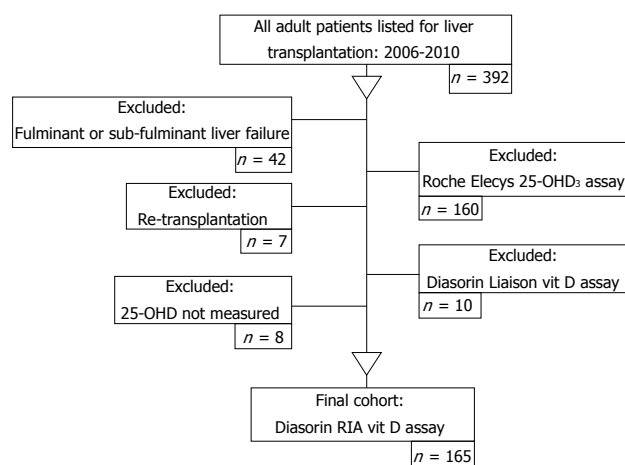 All adult patients listed for liver
transplantation: 2006-2010
n = 392
Excluded:
Fulminant or sub-fulminant liver failure
n = 42
Excluded:
Roche Elecys 25-OHD₃ assay
n = 160
Excluded:
Re-transplantation
n = 7
Excluded:
Diasorin Liaison vit D assay
n = 10
Excluded:
25-OHD not measured
n = 8
Final cohort:
Diasorin RIA vit D assay
n = 165